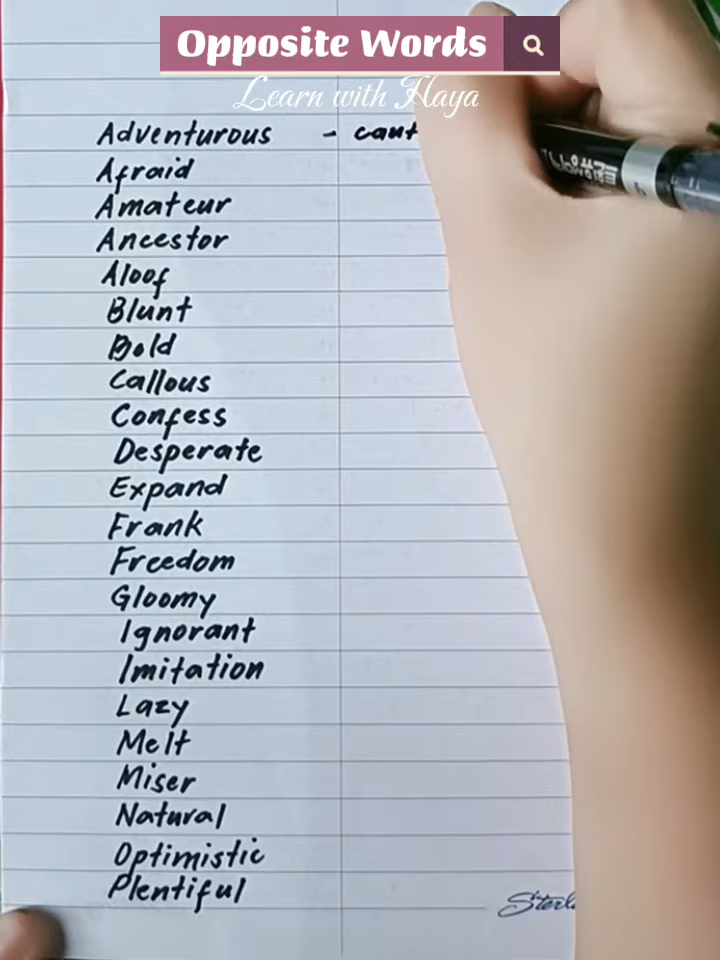 Opposite Words
Learn with Haya
Adventurous - caut
Afraid
Amateur
Ancestor
Aloof
Blunt
Bold
Callous
Confess
Desperate
Expand
Frank
Freedom
Gloomy
Ignorant
Imitation
Lazy
Melt
Miser
Natural
Optimistic
Plentiful